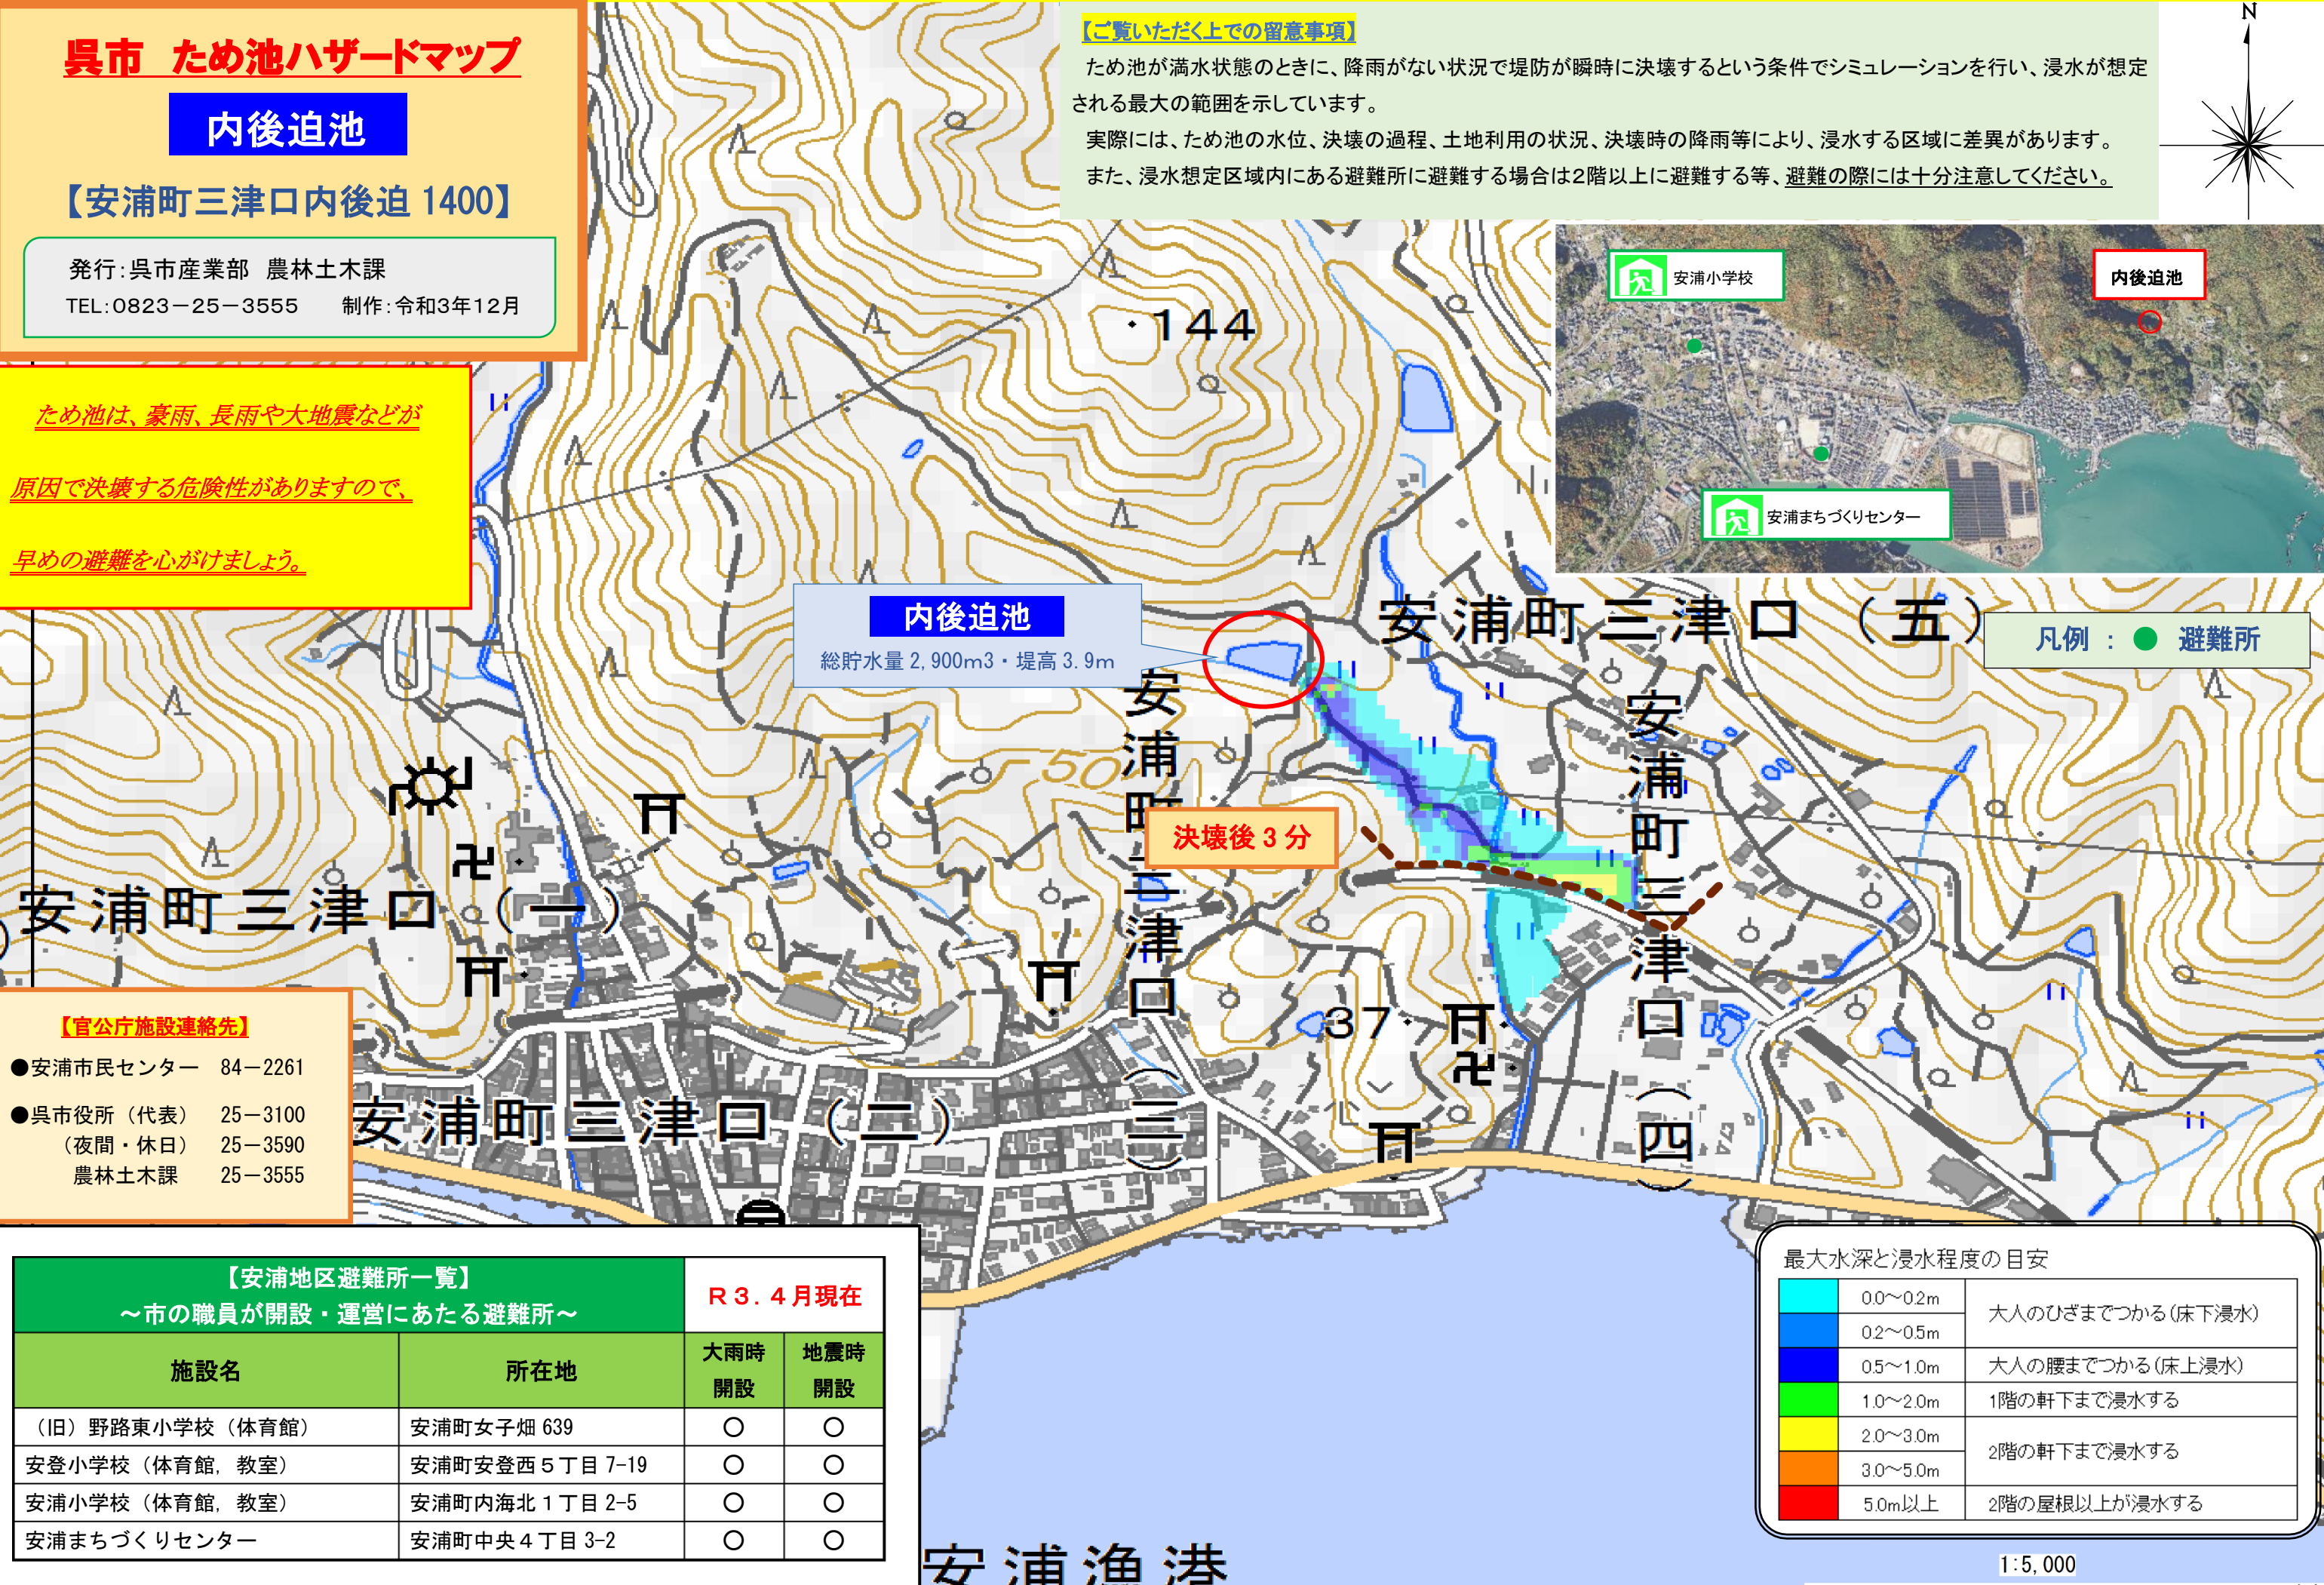 呉市 ため池ハザードマップ
内後迫池
【安浦町三津口内後迫 1400】
発行:呉市産業部 農林土木課
TEL:0823-25-3555 制作:令和3年12月
ため池は、豪雨、長雨や大地震などが
原因で決壊する危険性がありますので、
早めの避難を心がけましょう。
【ご覧いただく上での留意事項】
ため池が満水状態のときに、降雨がない状況で堤防が瞬時に決壊するという条件でシミュレーションを行い、浸水が想定
される最大の範囲を示しています。
実際には、ため池の水位、決壊の過程、土地利用の状況、決壊時の降雨等により、浸水する区域に差異があります。
また、浸水想定区域内にある避難所に避難する場合は2階以上に避難する等、避難の際には十分注意してください。
N
安浦小学校
内後迫池
安浦まちづくりセンター
凡例 : ● 避難所
144
内後迫池
総貯水量 2,900m3・堤高 3.9m
安浦町三津口 (五)
安浦町三津口(三)
安浦町三津口(四)
50
決壊後 3 分
安浦町三津口 (一)
37
安浦町三津口 (二)
【官公庁施設連絡先】
●安浦市民センター 84-2261
●呉市役所(代表) 25-3100
(夜間・休日) 25-3590
農林土木課 25-3555
【安浦地区避難所一覧】
~市の職員が開設・運営にあたる避難所~
R3.4月現在
施設名 所在地 大雨時開設 地震時開設
(旧)野路東小学校(体育館) 安浦町女子畑 639 ○ ○
安登小学校(体育館, 教室) 安浦町安登西5丁目 7-19 ○ ○
安浦小学校(体育館, 教室) 安浦町内海北1丁目 2-5 ○ ○
安浦まちづくりセンター 安浦町中央4丁目 3-2 ○ ○
安浦漁港
最大水深と浸水程度の目安
0.0~0.2m 大人のひざまでつかる(床下浸水)
0.2~0.5m
0.5~1.0m 大人の腰までつかる(床上浸水)
1.0~2.0m 1階の軒下まで浸水する
2.0~3.0m 2階の軒下まで浸水する
3.0~5.0m
5.0m以上 2階の屋根以上が浸水する
1:5,000